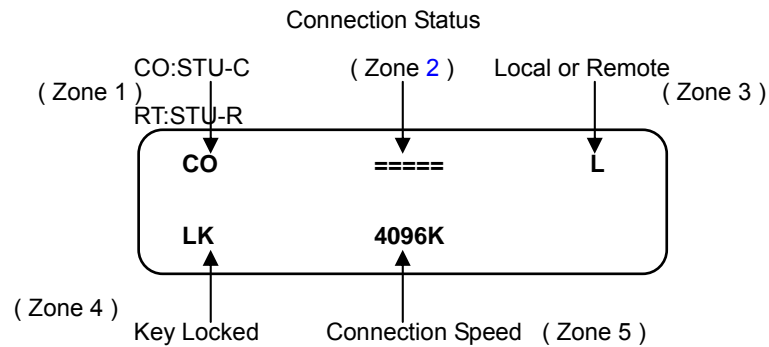 Connection Status
CO:STU-C ( Zone 2 ) Local or Remote
( Zone 1 ) ( Zone 3 )
RT:STU-R
CO ===== L
LK 4096K
( Zone 4 )
Key Locked Connection Speed ( Zone 5 )